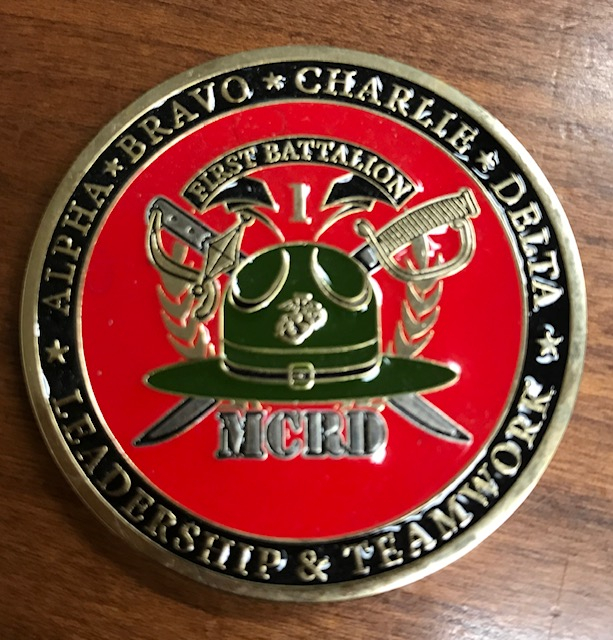 ALPHA★BRAVO★CHARLIE★DELTA
FIRST BATTALION
1
MCRD
★LEADERSHIP & TEAMWORK★